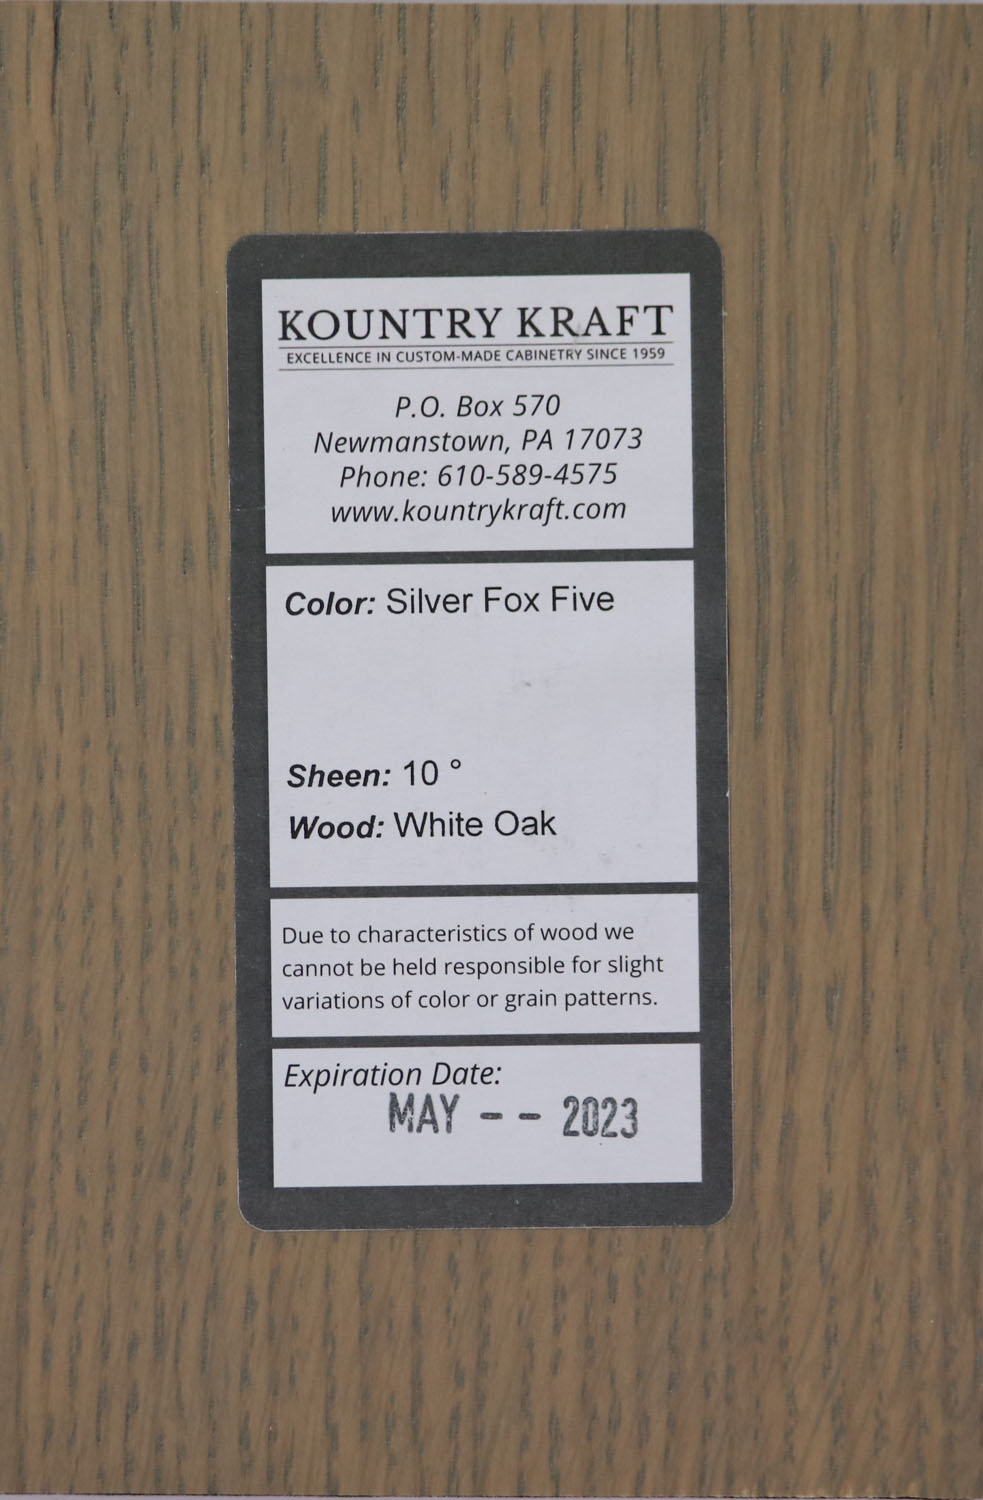 KOUNTRY KRAFT
EXCELLENCE IN CUSTOM-MADE CABINETRY SINCE 1959
P.O. Box 570
Newmanstown, PA 17073
Phone: 610-589-4575
www.kountrykraft.com
Color: Silver Fox Five
Sheen: 10 °
Wood: White Oak
Due to characteristics of wood we
cannot be held responsible for slight
variations of color or grain patterns.
Expiration Date:
MAY -- 2023